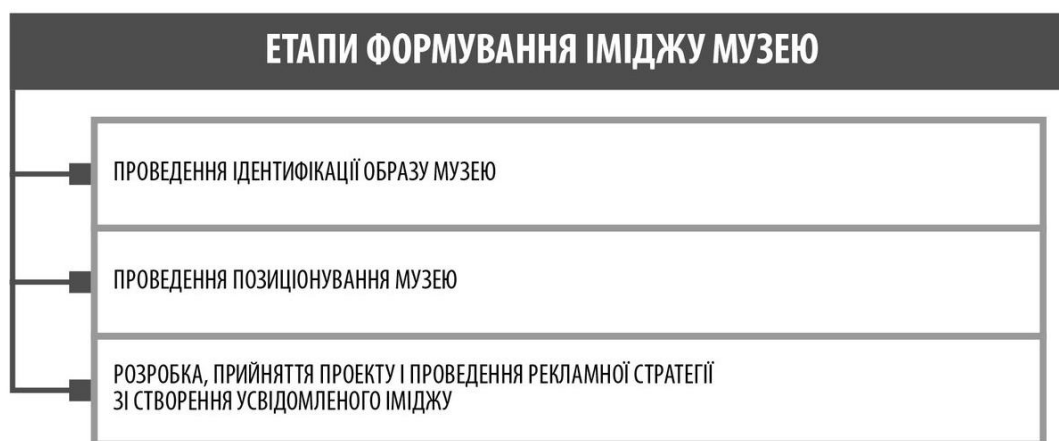 ЕТАПИ ФОРМУВАННЯ ІМІДЖУ МУЗЕЮ
ПРОВЕДЕННЯ ІДЕНТИФІКАЦІЇ ОБРАЗУ МУЗЕЮ
ПРОВЕДЕННЯ ПОЗИЦІОНУВАННЯ МУЗЕЮ
РОЗРОБКА, ПРИЙНЯТТЯ ПРОЕКТУ І ПРОВЕДЕННЯ РЕКЛАМНОЇ СТРАТЕГІЇ
ЗІ СТВОРЕННЯ УСВІДОМЛЕНОГО ІМІДЖУ